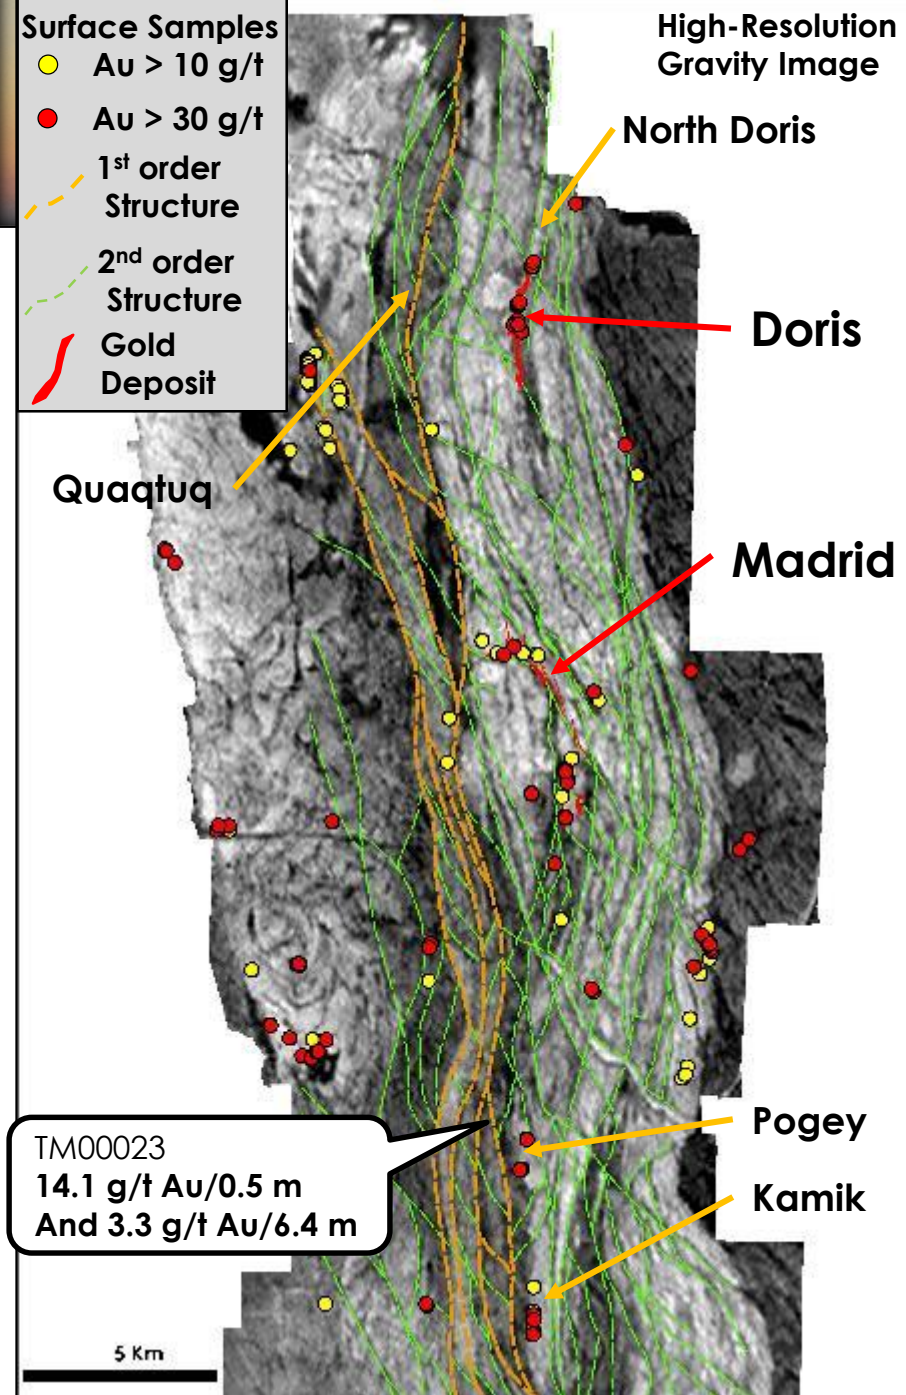 Surface Samples
Au > 10 g/t
Au > 30 g/t
1st order
Structure
2nd order
Structure
Gold
Deposit
High-Resolution
Gravity Image
North Doris
Doris
Quaqtuq
Madrid
Pogey
Kamik
TM00023
14.1 g/t Au/0.5 m
And 3.3 g/t Au/6.4 m
5 Km